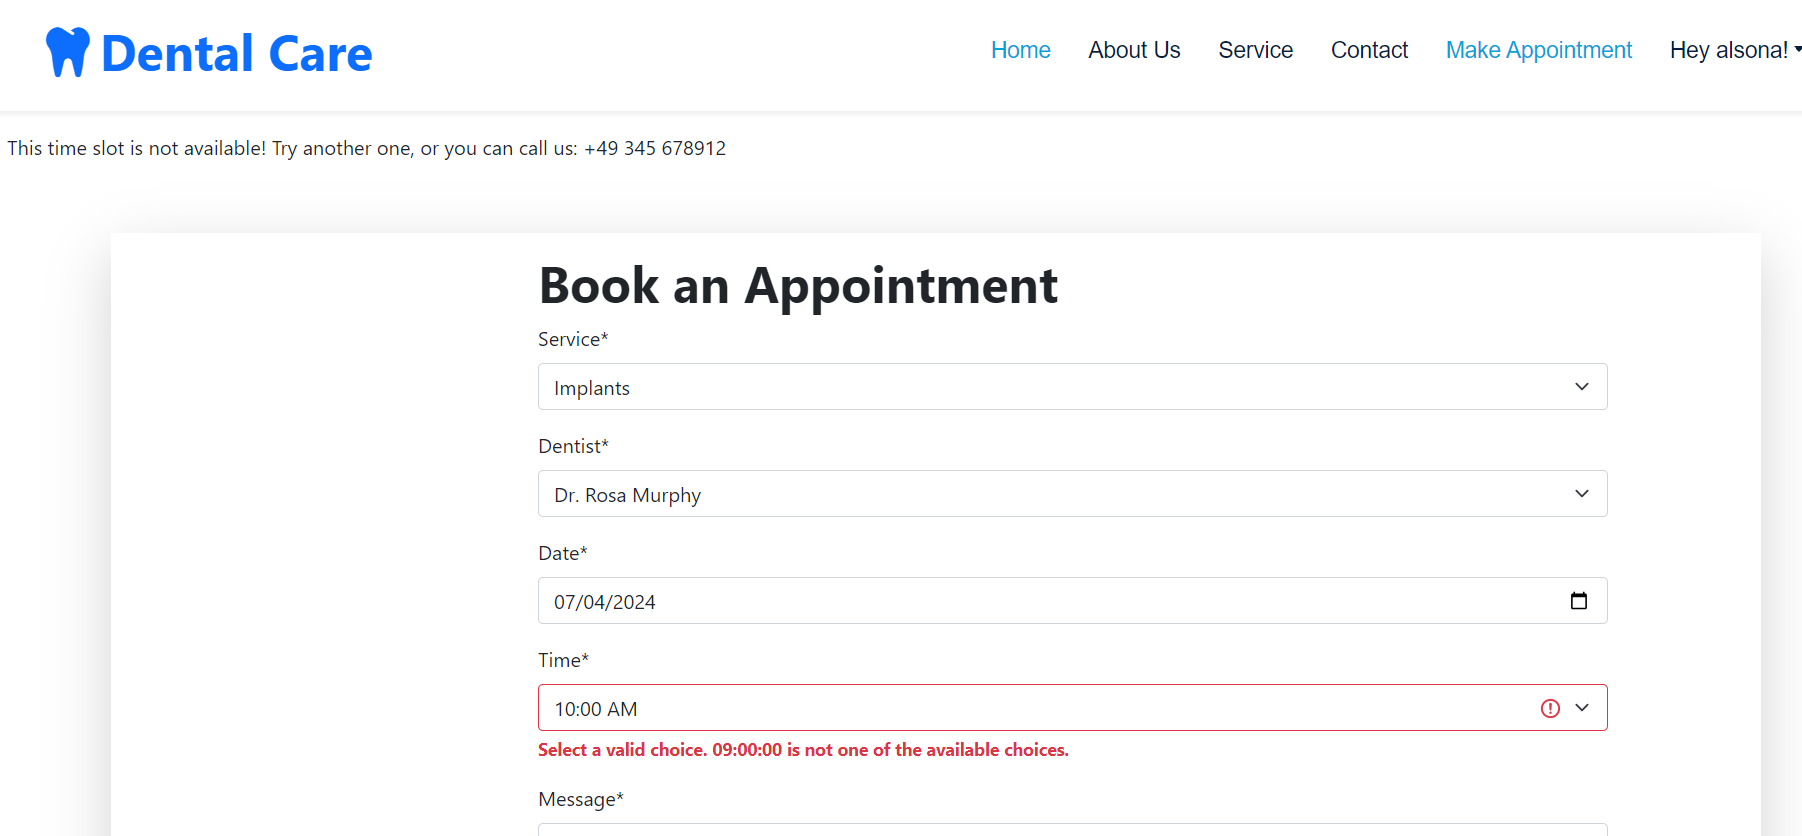 Dental Care
Home About Us Service Contact Make Appointment Hey alsona!
This time slot is not available! Try another one, or you can call us: +49 345 678912
Book an Appointment
Service*
Implants
Dentist*
Dr. Rosa Murphy
Date*
07/04/2024
Time*
10:00 AM
Select a valid choice. 09:00:00 is not one of the available choices.
Message*